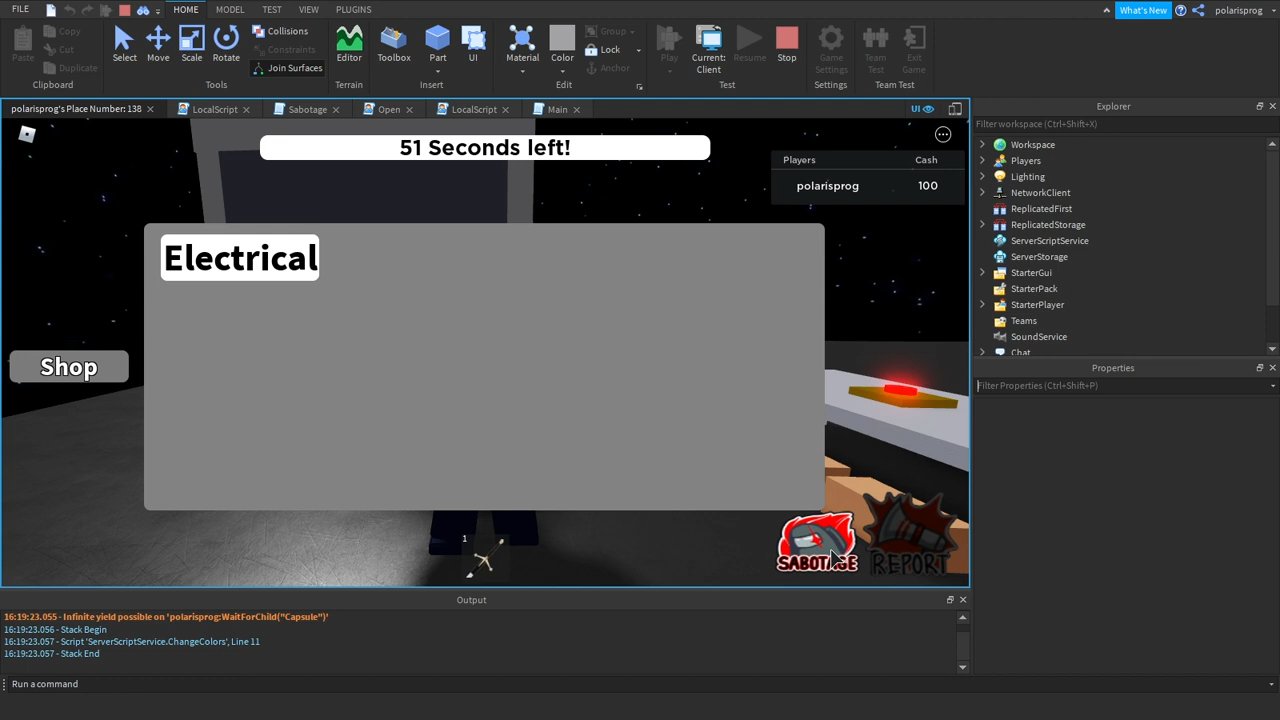 FILE
HOME
MODEL
TEST
VIEW
PLUGINS
What's New
polarisprog
Paste
Copy
Cut
Duplicate
Select
Move
Scale
Rotate
Collisions
Constraints
Join Surfaces
Editor
Toolbox
Part
UI
Material
Color
Group
Lock
Anchor
Play
Current:
Client
Resume
Stop
Game
Settings
Team
Test
Exit
Game
Clipboard
Tools
Terrain
Insert
Edit
Test
Settings
Team Test
polarisprog's Place Number: 138
LocalScript
Sabotage
Open
LocalScript
Main
UI
Explorer
Filter workspace (Ctrl+Shift+X)
Workspace
Players
Lighting
NetworkClient
ReplicatedFirst
ReplicatedStorage
ServerScriptService
ServerStorage
StarterGui
StarterPack
StarterPlayer
Teams
SoundService
Chat
Properties
Filter Properties (Ctrl+Shift+P)
51 Seconds left!
Players Cash
polarisprog 100
Electrical
Shop
1
SABOTAGE
REPORT
Output
16:19:23.055 - Infinite yield possible on 'polarisprog:WaitForChild("Capsule")'
16:19:23.056 - Stack Begin
16:19:23.057 - Script 'ServerScriptService.ChangeColors', Line 11
16:19:23.057 - Stack End
Run a command